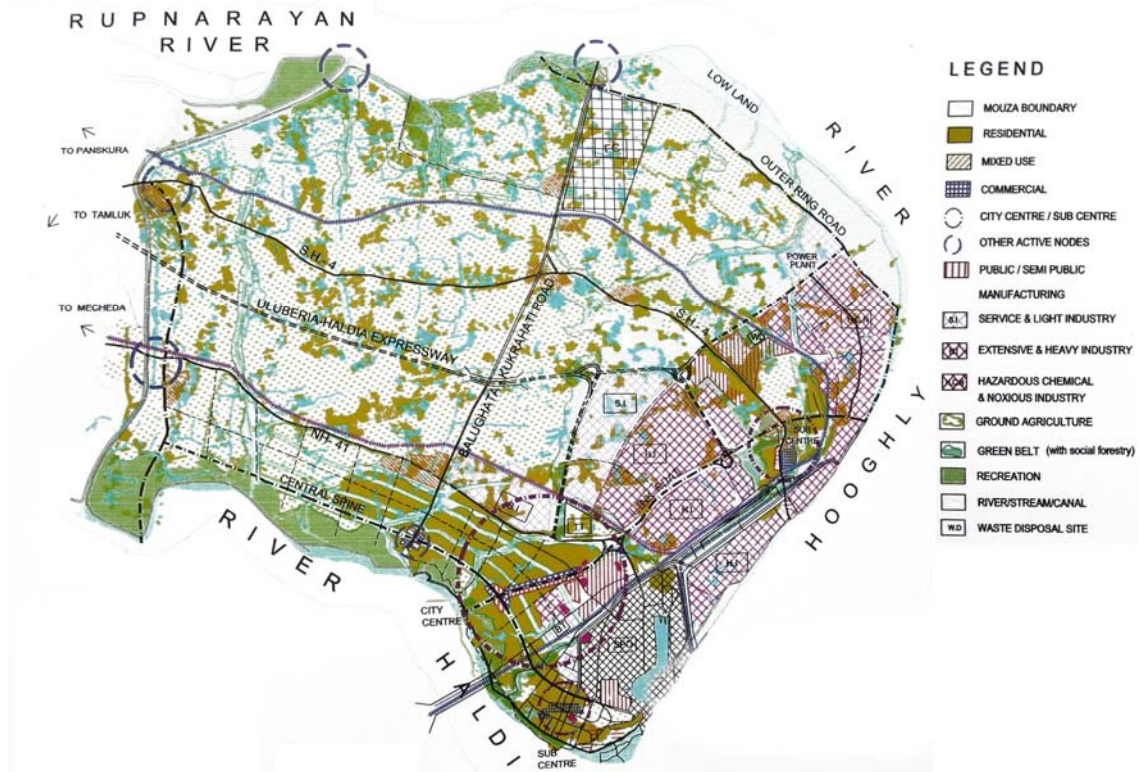 RUPNARAYAN
RIVER
TO PANSKURA
TO TAMLUK
TO MECHEDA
LOW LAND
RIVER
OUTER RING ROAD
POWER
PLANT
S.H.-4
S.H.-4
ULUBERIA-HALDIA EXPRESSWAY
BALUGHATA - KUKRAHATI ROAD
NH-41
CENTRAL SPINE
SUB
CENTRE
HOOGHLY
RIVER
CITY
CENTRE
HALDI
SUB
CENTRE
LEGEND
MOUZA BOUNDARY
RESIDENTIAL
MIXED USE
COMMERCIAL
CITY CENTRE / SUB CENTRE
OTHER ACTIVE NODES
PUBLIC / SEMI PUBLIC
MANUFACTURING
SERVICE & LIGHT INDUSTRY
EXTENSIVE & HEAVY INDUSTRY
HAZARDOUS CHEMICAL
& NOXIOUS INDUSTRY
GROUND AGRICULTURE
GREEN BELT (with social forestry)
RECREATION
RIVER/STREAM/CANAL
W.D WASTE DISPOSAL SITE